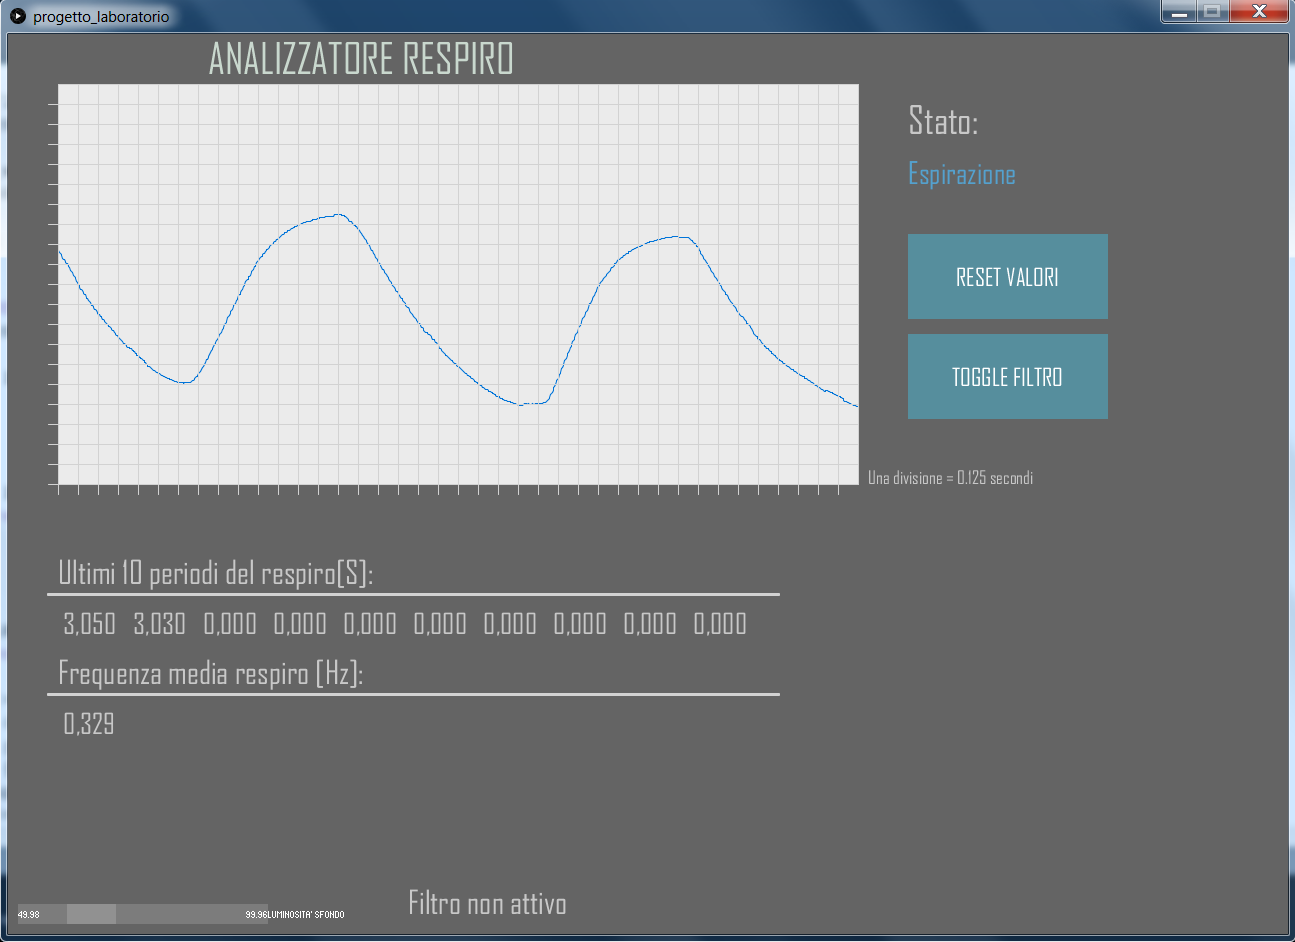 progetto_laboratorio
ANALIZZATORE RESPIRO
Stato:
Espirazione
RESET VALORI
TOGGLE FILTRO
Una divisione = 0.125 secondi
Ultimi 10 periodi del respiro[S]:
3,050 3,030 0,000 0,000 0,000 0,000 0,000 0,000 0,000 0,000
Frequenza media respiro [Hz]:
0,329
Filtro non attivo
49.98 99.96LUMINOSITA' SFONDO